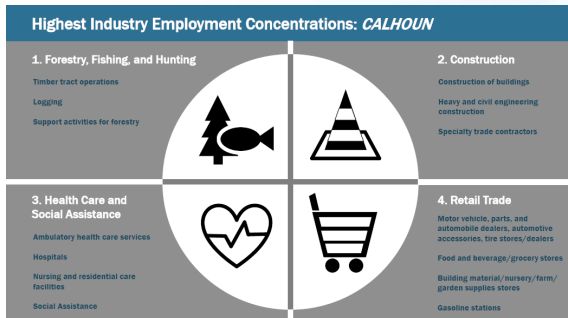 Highest Industry Employment Concentrations: CALHOUN
1. Forestry, Fishing, and Hunting
Timber tract operations
Logging
Support activities for forestry
2. Construction
Construction of buildings
Heavy and civil engineering
construction
Specialty trade contractors
3. Health Care and
Social Assistance
Ambulatory health care services
Hospitals
Nursing and residential care
facilities
Social Assistance
4. Retail Trade
Motor vehicle, parts, and
automobile dealers, automotive
accessories, tire stores/dealers
Food and beverage/grocery stores
Building material/nursery/farm/
garden supplies stores
Gasoline stations